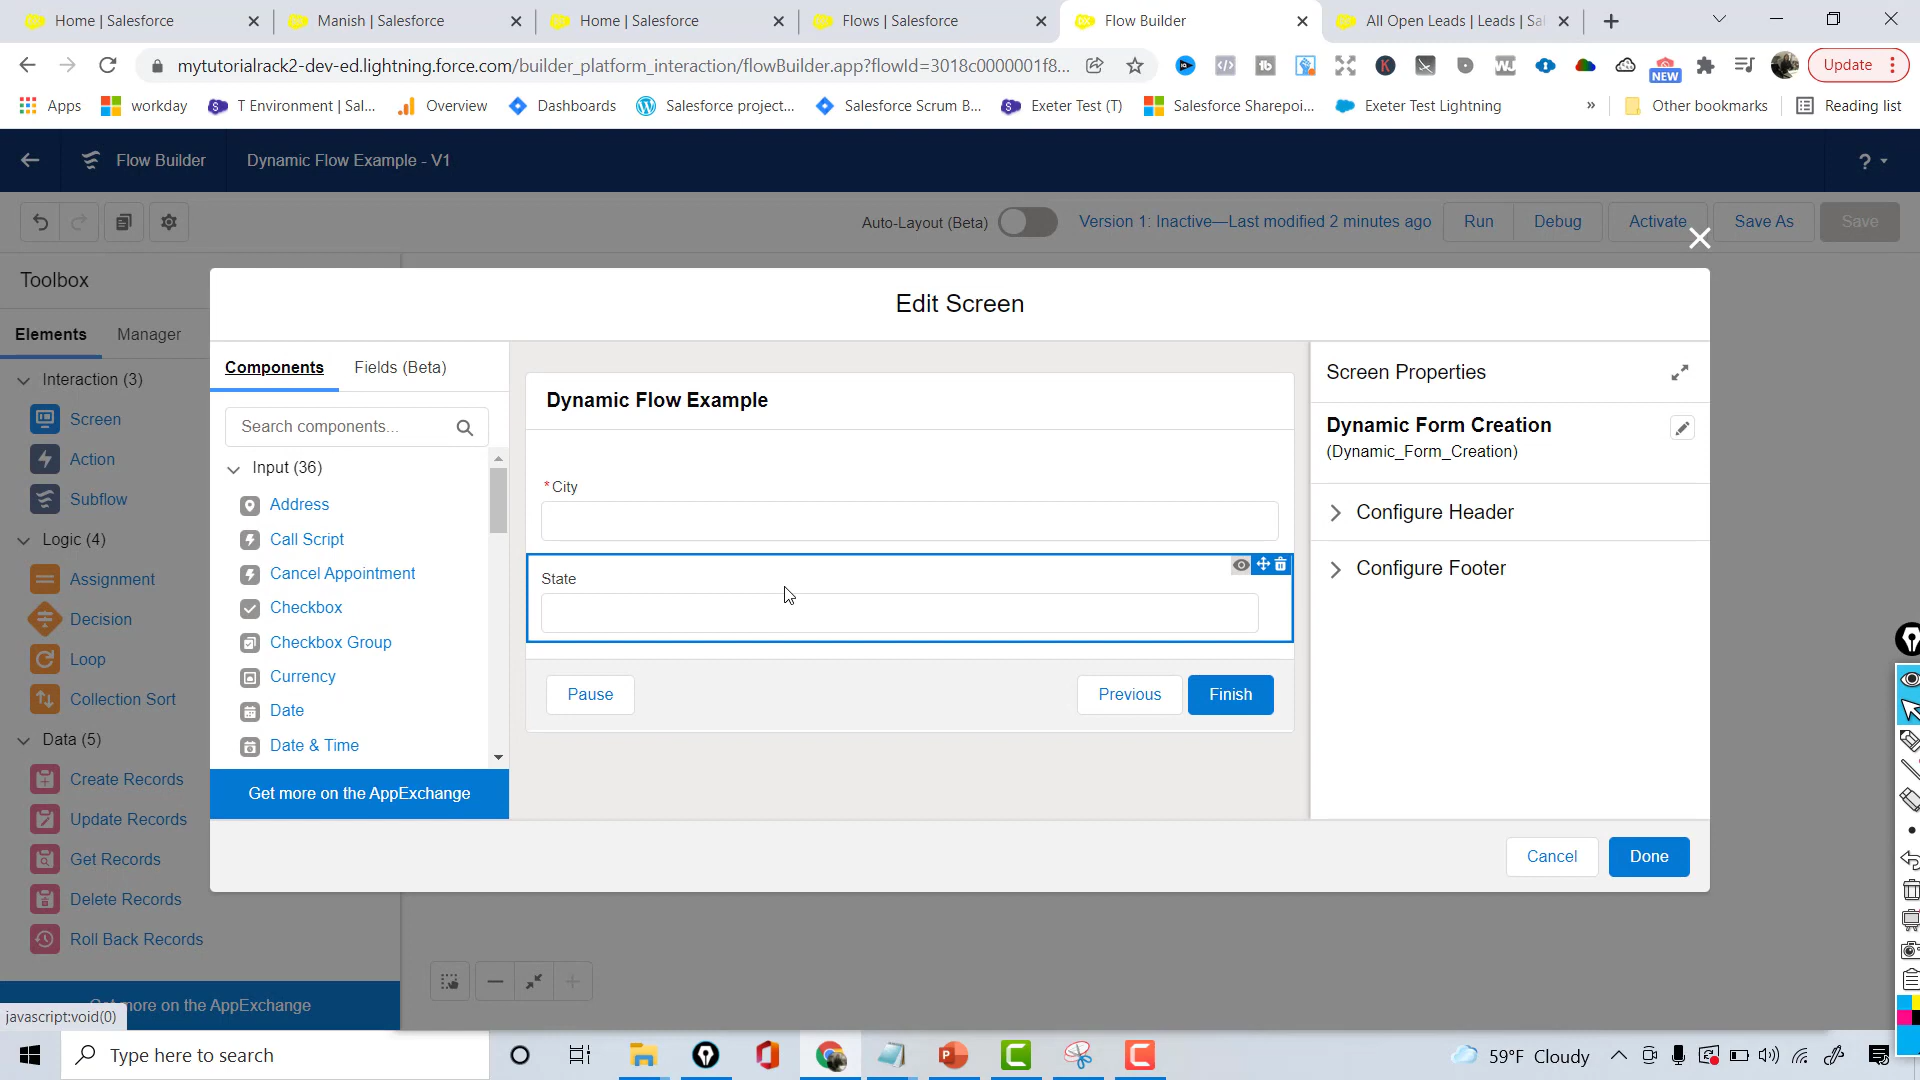 Home | Salesforce
Manish | Salesforce
Home | Salesforce
Flows | Salesforce
Flow Builder
All Open Leads | Leads | Sal
mytutorialrack2-dev-ed.lightning.force.com/builder_platform_interaction/flowBuilder.app?flowId=3018c0000001f8...
NEW
Update
Apps
workday
T Environment | Sal...
Overview
Dashboards
Salesforce project...
Salesforce Scrum B...
Exeter Test (T)
Salesforce Sharepoi...
Exeter Test Lightning
»
Other bookmarks
Reading list
Flow Builder
Dynamic Flow Example - V1
?
Auto-Layout (Beta)
Version 1: Inactive—Last modified 2 minutes ago
Run
Debug
Activate
Save As
Save
Toolbox
Elements
Manager
Interaction (3)
Screen
Action
Subflow
Logic (4)
Assignment
Decision
Loop
Collection Sort
Data (5)
Create Records
Update Records
Get Records
Delete Records
Roll Back Records
Get more on the AppExchange
javascript:void(0)
Edit Screen
Components
Fields (Beta)
Search components...
Input (36)
Address
Call Script
Cancel Appointment
Checkbox
Checkbox Group
Currency
Date
Date & Time
Get more on the AppExchange
Dynamic Flow Example
* City
State
Pause
Previous
Finish
Screen Properties
Dynamic Form Creation
(Dynamic_Form_Creation)
Configure Header
Configure Footer
Cancel
Done
Type here to search
59°F Cloudy